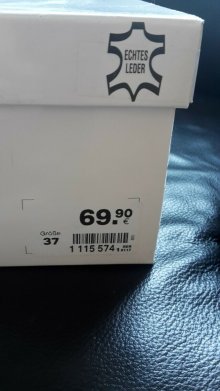 ECHTES
LEDER
69.90
€
Größe
37
1 115 574